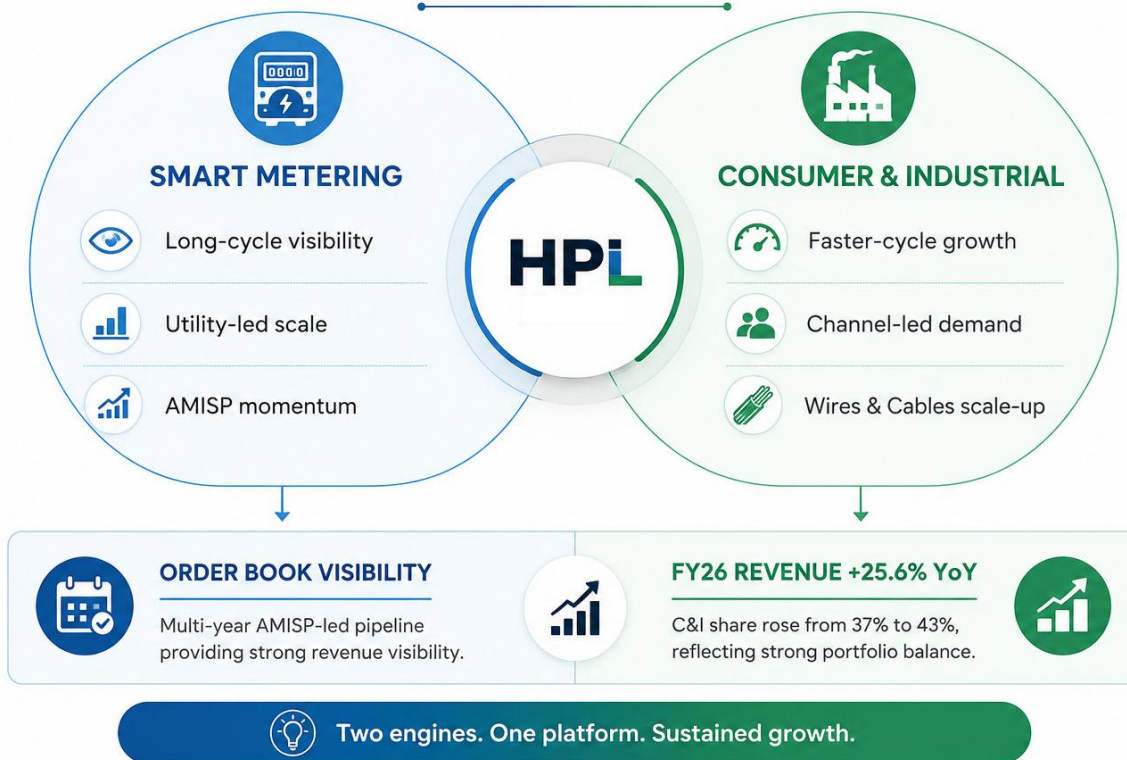 0000
SMART METERING
Long-cycle visibility
Utility-led scale
AMISP momentum
HPL
CONSUMER & INDUSTRIAL
Faster-cycle growth
Channel-led demand
Wires & Cables scale-up
ORDER BOOK VISIBILITY
Multi-year AMISP-led pipeline
providing strong revenue visibility.
FY26 REVENUE +25.6% YoY
C&I share rose from 37% to 43%,
reflecting strong portfolio balance.
Two engines. One platform. Sustained growth.